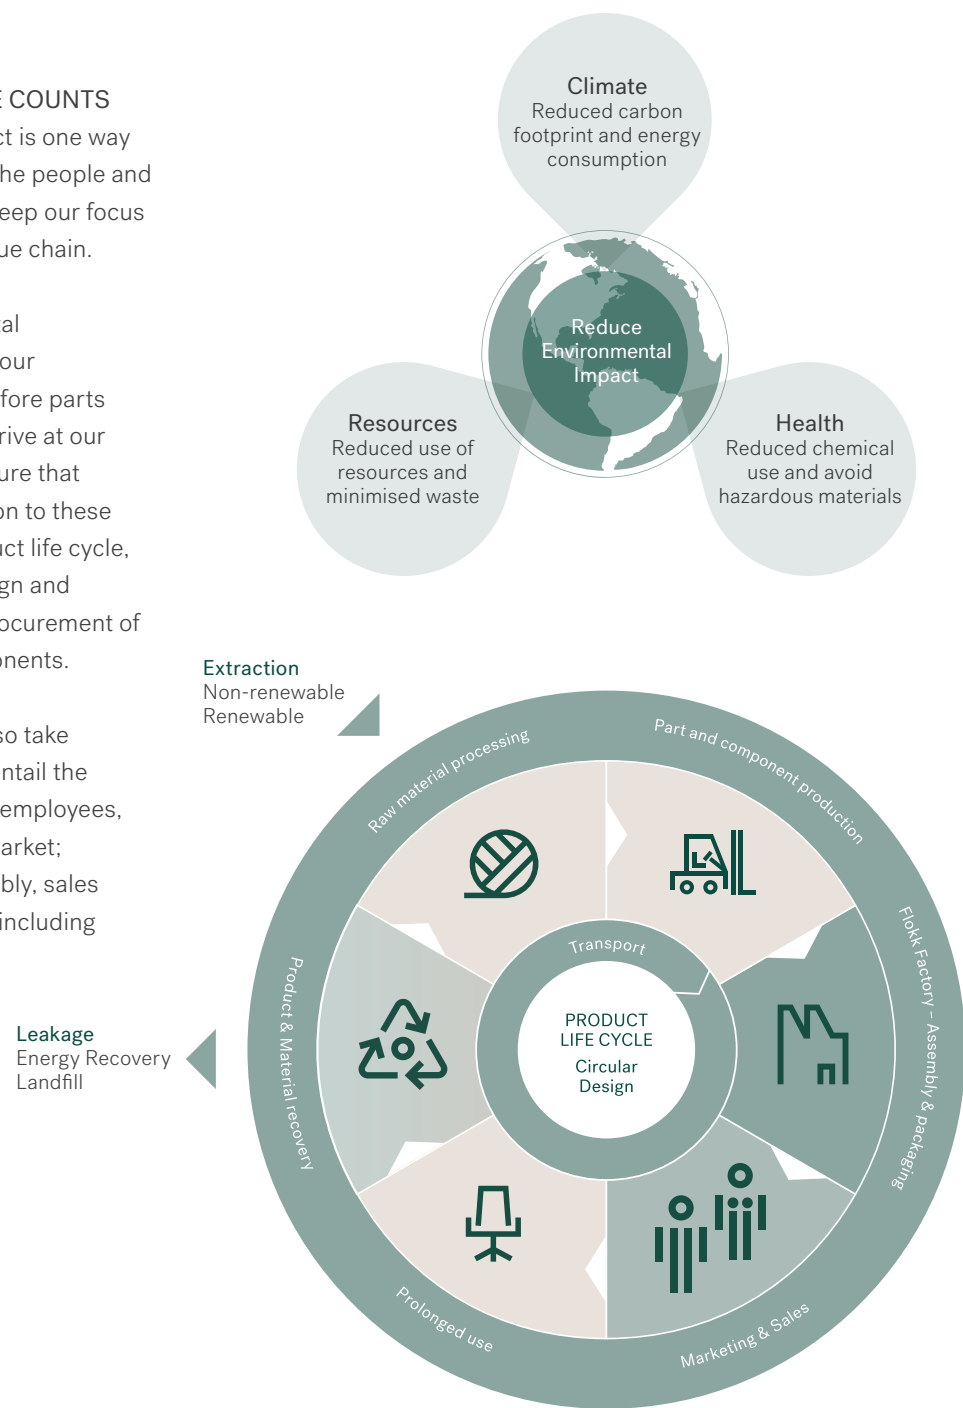 E COUNTS
ct is one way
he people and
eep our focus
ue chain.
tal
our
fore parts
rive at our
ure that
on to these
uct life cycle,
ign and
ocurement of
onents.
so take
ntail the
employees,
arket;
bly, sales
including
Climate
Reduced carbon
footprint and energy
consumption
Reduce
Environmental
Impact
Resources
Reduced use of
resources and
minimised waste
Health
Reduced chemical
use and avoid
hazardous materials
Extraction
Non-renewable
Renewable
Raw material processing
Part and component production
Flokk Factory – Assembly & packaging
Marketing & Sales
Prolonged use
Product & Material recovery
Transport
PRODUCT
LIFE CYCLE
Circular
Design
Leakage
Energy Recovery
Landfill